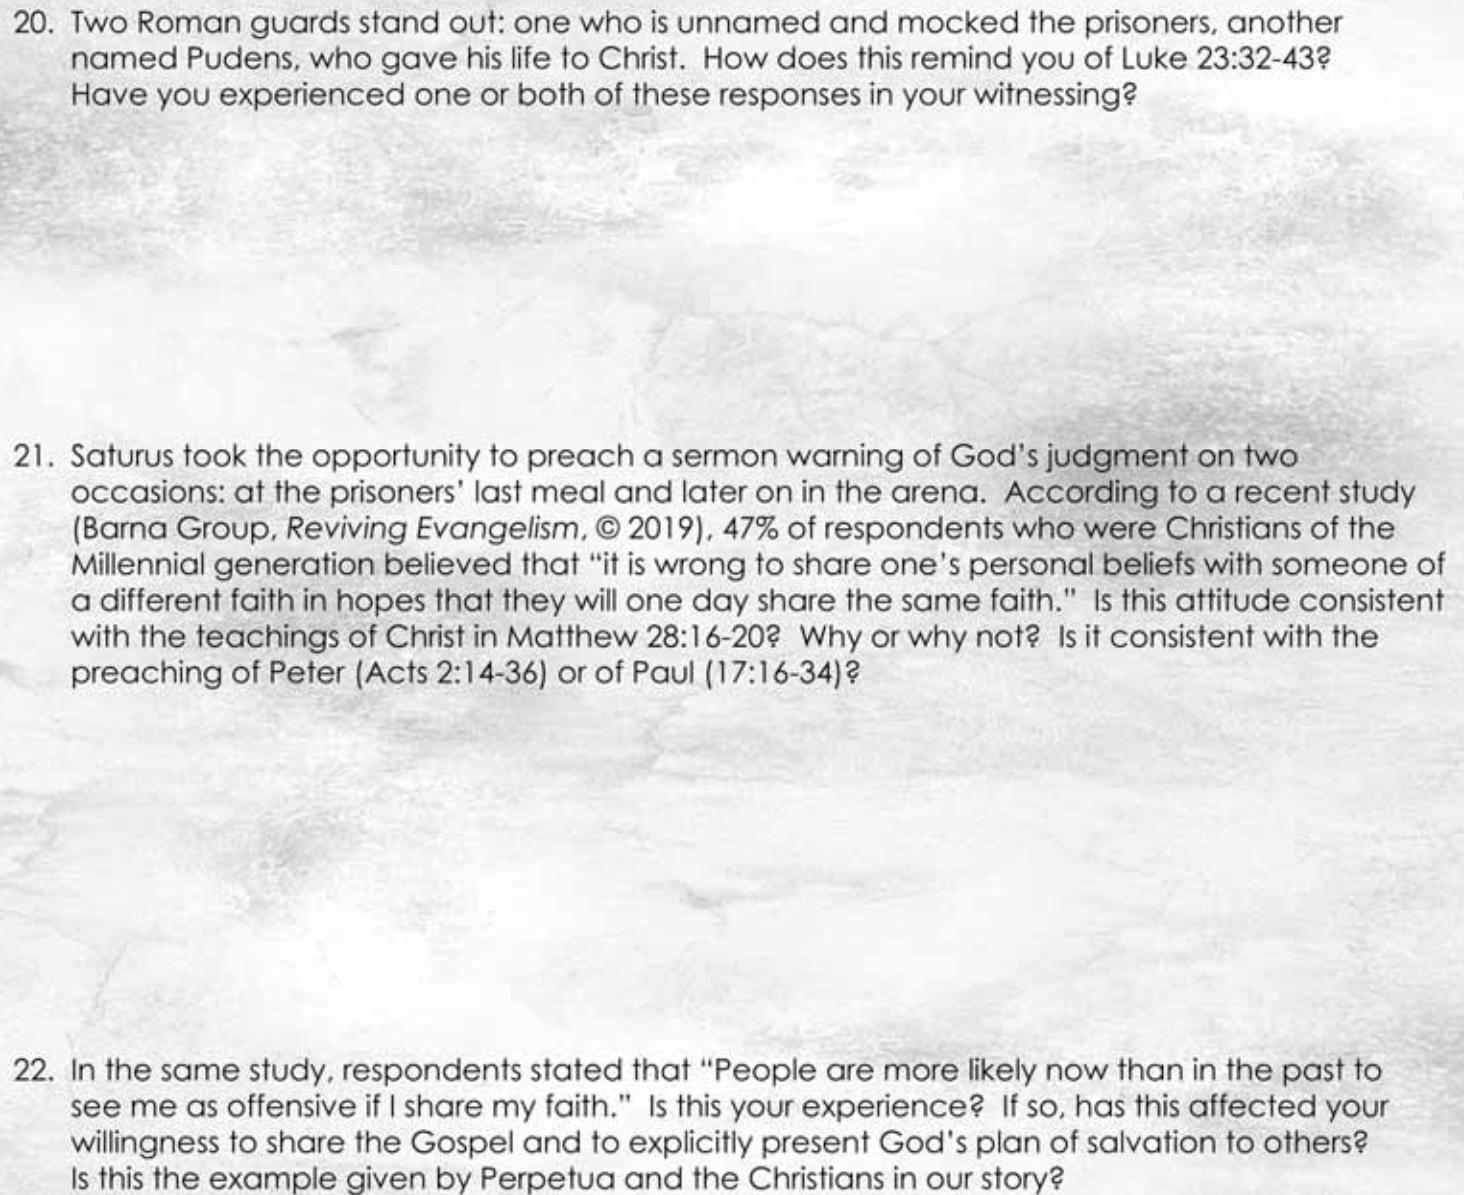 20. Two Roman guards stand out: one who is unnamed and mocked the prisoners, another
named Pudens, who gave his life to Christ. How does this remind you of Luke 23:32-43?
Have you experienced one or both of these responses in your witnessing?
21. Saturus took the opportunity to preach a sermon warning of God's judgment on two
occasions: at the prisoners' last meal and later on in the arena. According to a recent study
(Barna Group, Reviving Evangelism, © 2019), 47% of respondents who were Christians of the
Millennial generation believed that "it is wrong to share one's personal beliefs with someone of
a different faith in hopes that they will one day share the same faith." Is this attitude consistent
with the teachings of Christ in Matthew 28:16-20? Why or why not? Is it consistent with the
preaching of Peter (Acts 2:14-36) or of Paul (17:16-34)?
22. In the same study, respondents stated that "People are more likely now than in the past to
see me as offensive if I share my faith." Is this your experience? If so, has this affected your
willingness to share the Gospel and to explicitly present God's plan of salvation to others?
Is this the example given by Perpetua and the Christians in our story?